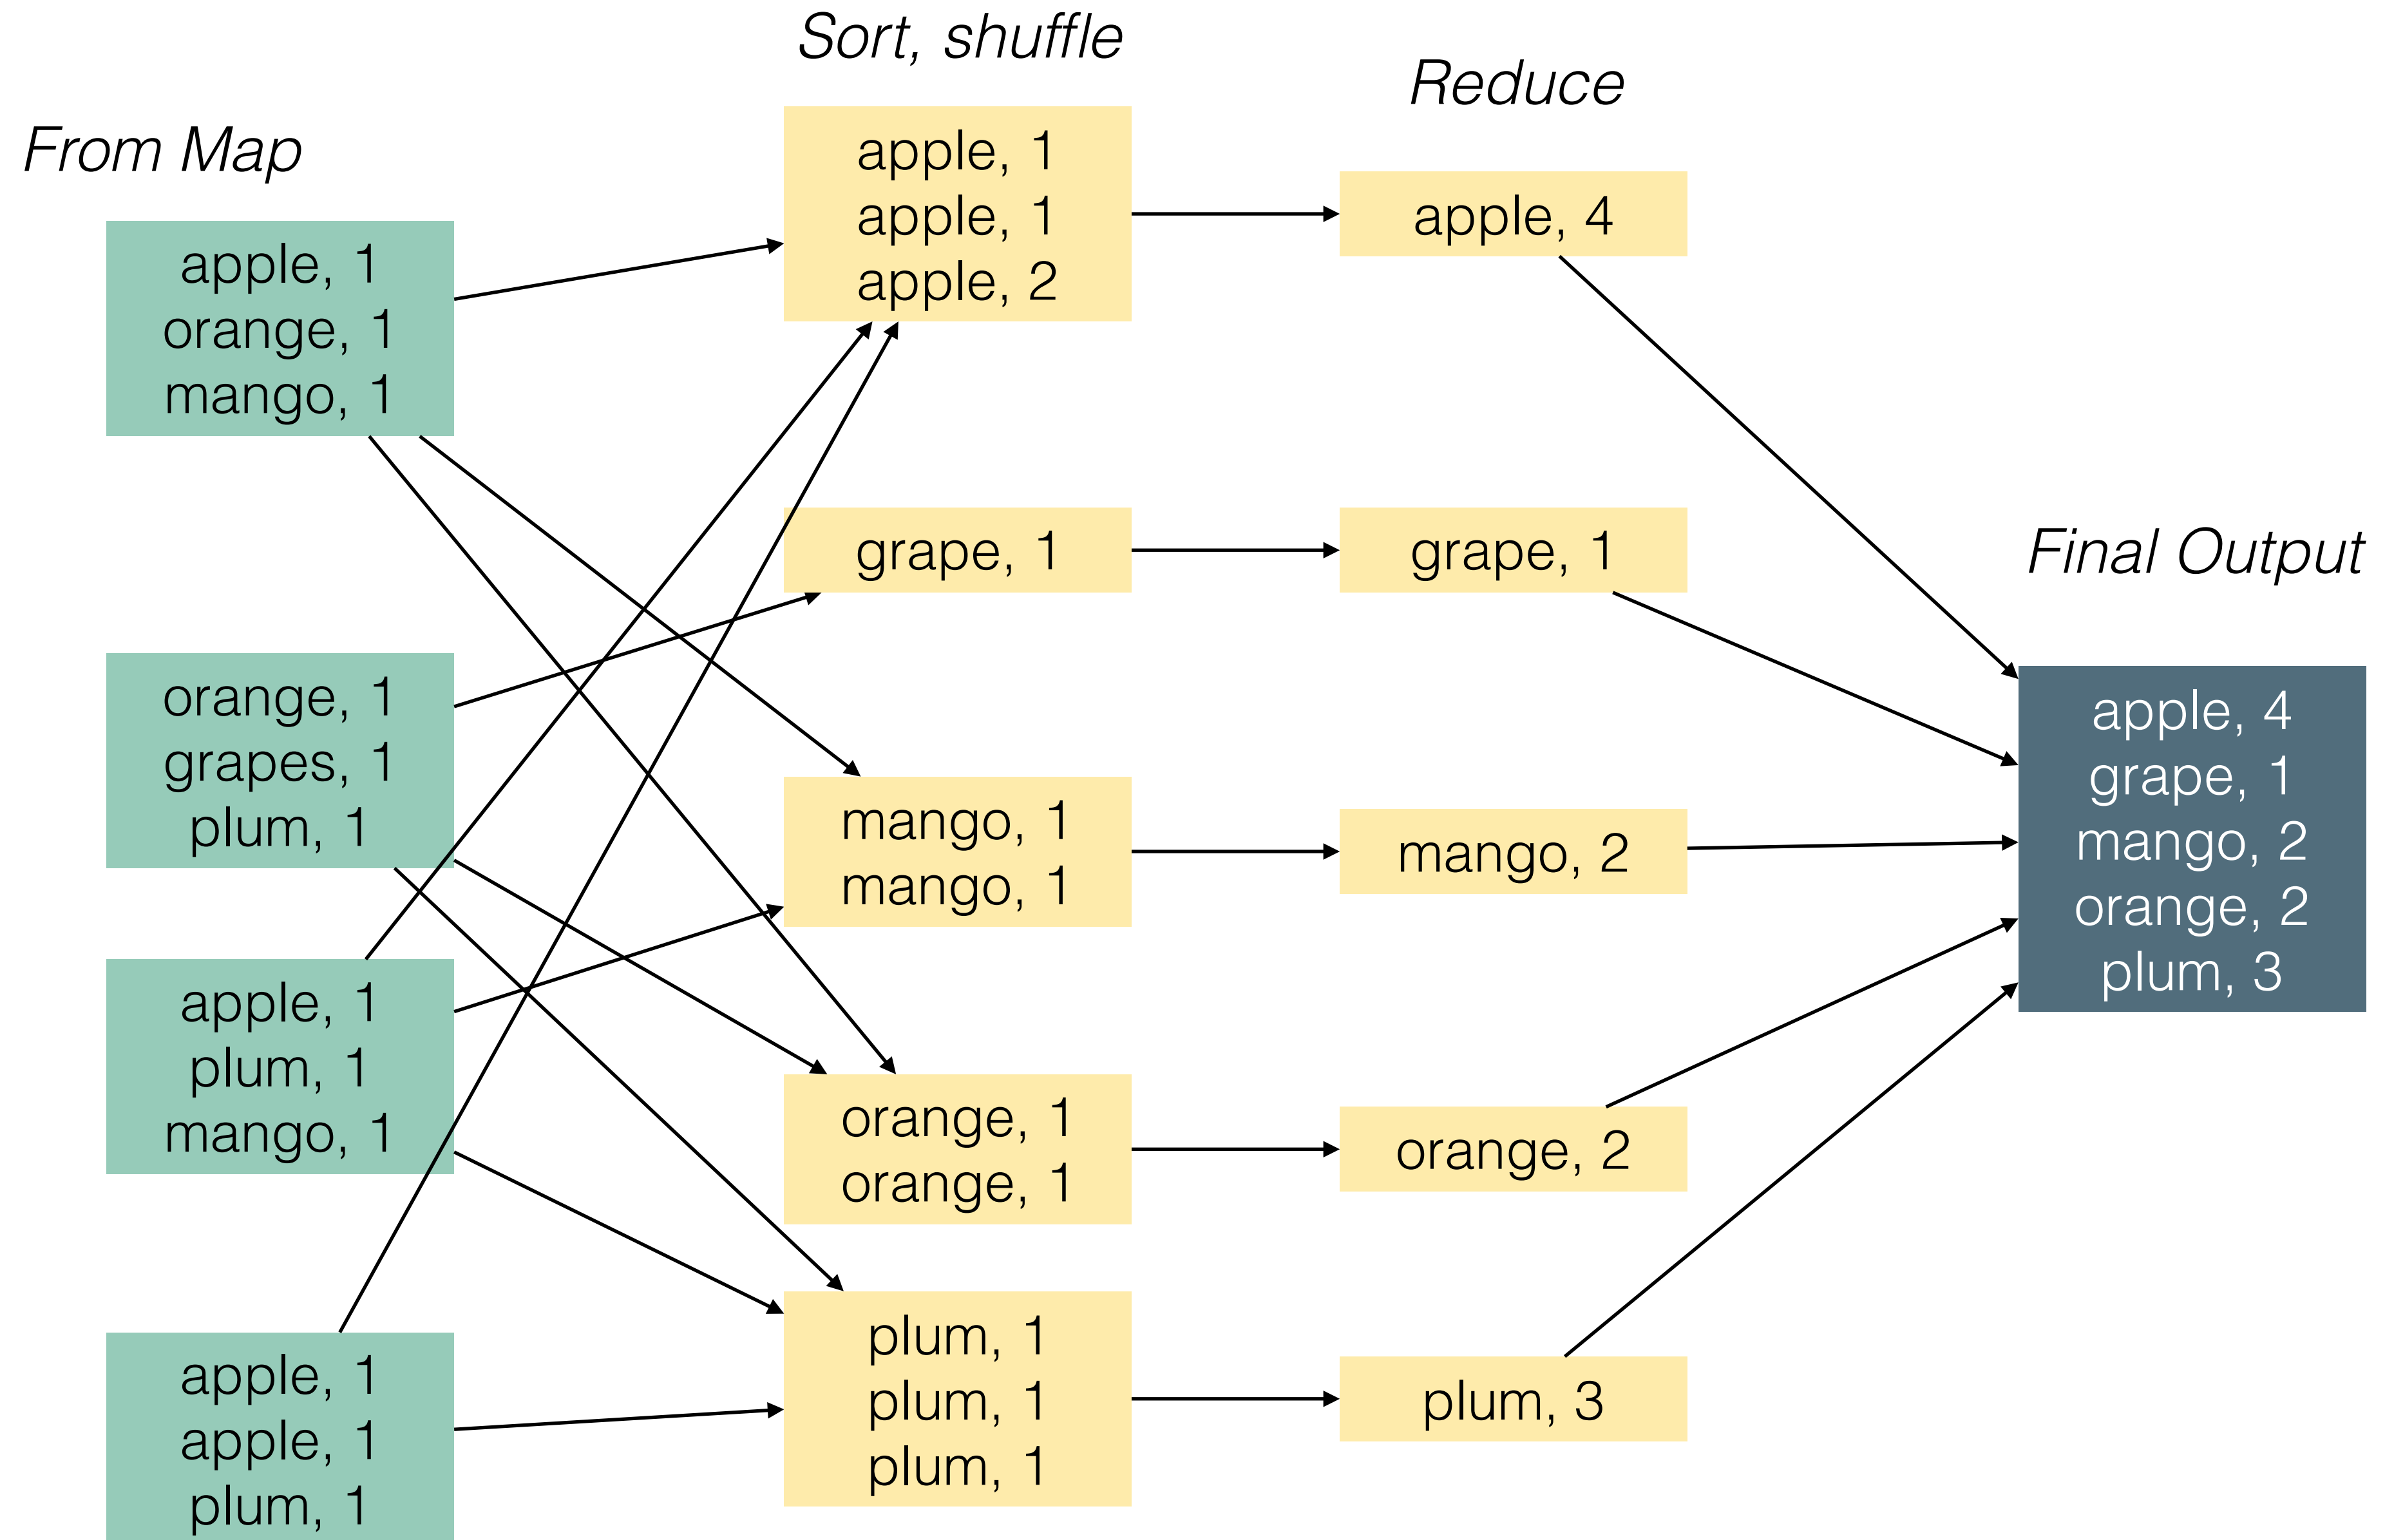 From Map
apple, 1
orange, 1
mango, 1
orange, 1
grapes, 1
plum, 1
apple, 1
plum, 1
mango, 1
apple, 1
apple, 1
plum, 1
Sort, shuffle
apple, 1
apple, 1
apple, 2
grape, 1
mango, 1
mango, 1
orange, 1
orange, 1
plum, 1
plum, 1
plum, 1
Reduce
apple, 4
grape, 1
mango, 2
orange, 2
plum, 3
Final Output
apple, 4
grape, 1
mango, 2
orange, 2
plum, 3